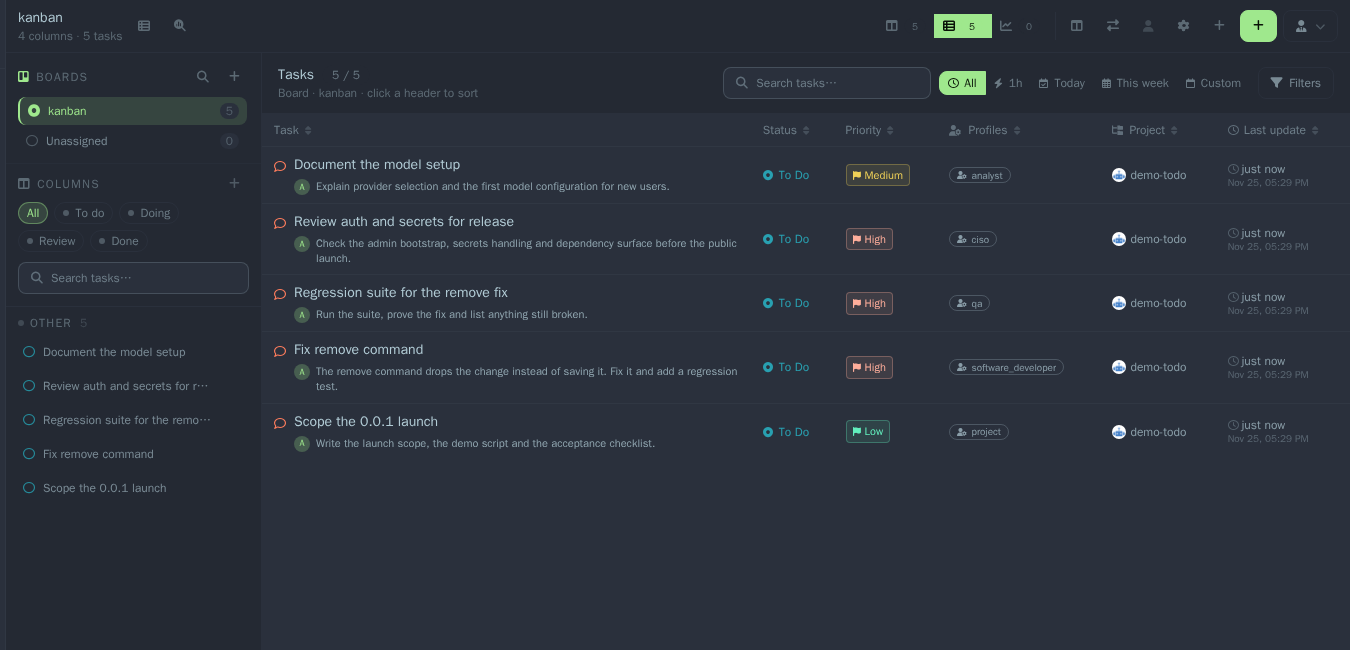 kanban
4 columns · 5 tasks
5
5
0
BOARDS
kanban 5
Unassigned 0
COLUMNS
All
To do
Doing
Review
Done
Search tasks···
OTHER 5
Document the model setup
Review auth and secrets for r···
Regression suite for the remo···
Fix remove command
Scope the 0.0.1 launch
Tasks 5 / 5
Board · kanban · click a header to sort
Search tasks···
All
1h
Today
This week
Custom
Filters
Task Status Priority Profiles Project Last update
Document the model setup
A Explain provider selection and the first model configuration for new users.
To Do
Medium
analyst
demo-todo
just now
Nov 25, 05:29 PM
Review auth and secrets for release
A Check the admin bootstrap, secrets handling and dependency surface before the public
launch.
To Do
High
ciso
demo-todo
just now
Nov 25, 05:29 PM
Regression suite for the remove fix
A Run the suite, prove the fix and list anything still broken.
To Do
High
qa
demo-todo
just now
Nov 25, 05:29 PM
Fix remove command
A The remove command drops the change instead of saving it. Fix it and add a regression
test.
To Do
High
software_developer
demo-todo
just now
Nov 25, 05:29 PM
Scope the 0.0.1 launch
A Write the launch scope, the demo script and the acceptance checklist.
To Do
Low
project
demo-todo
just now
Nov 25, 05:29 PM